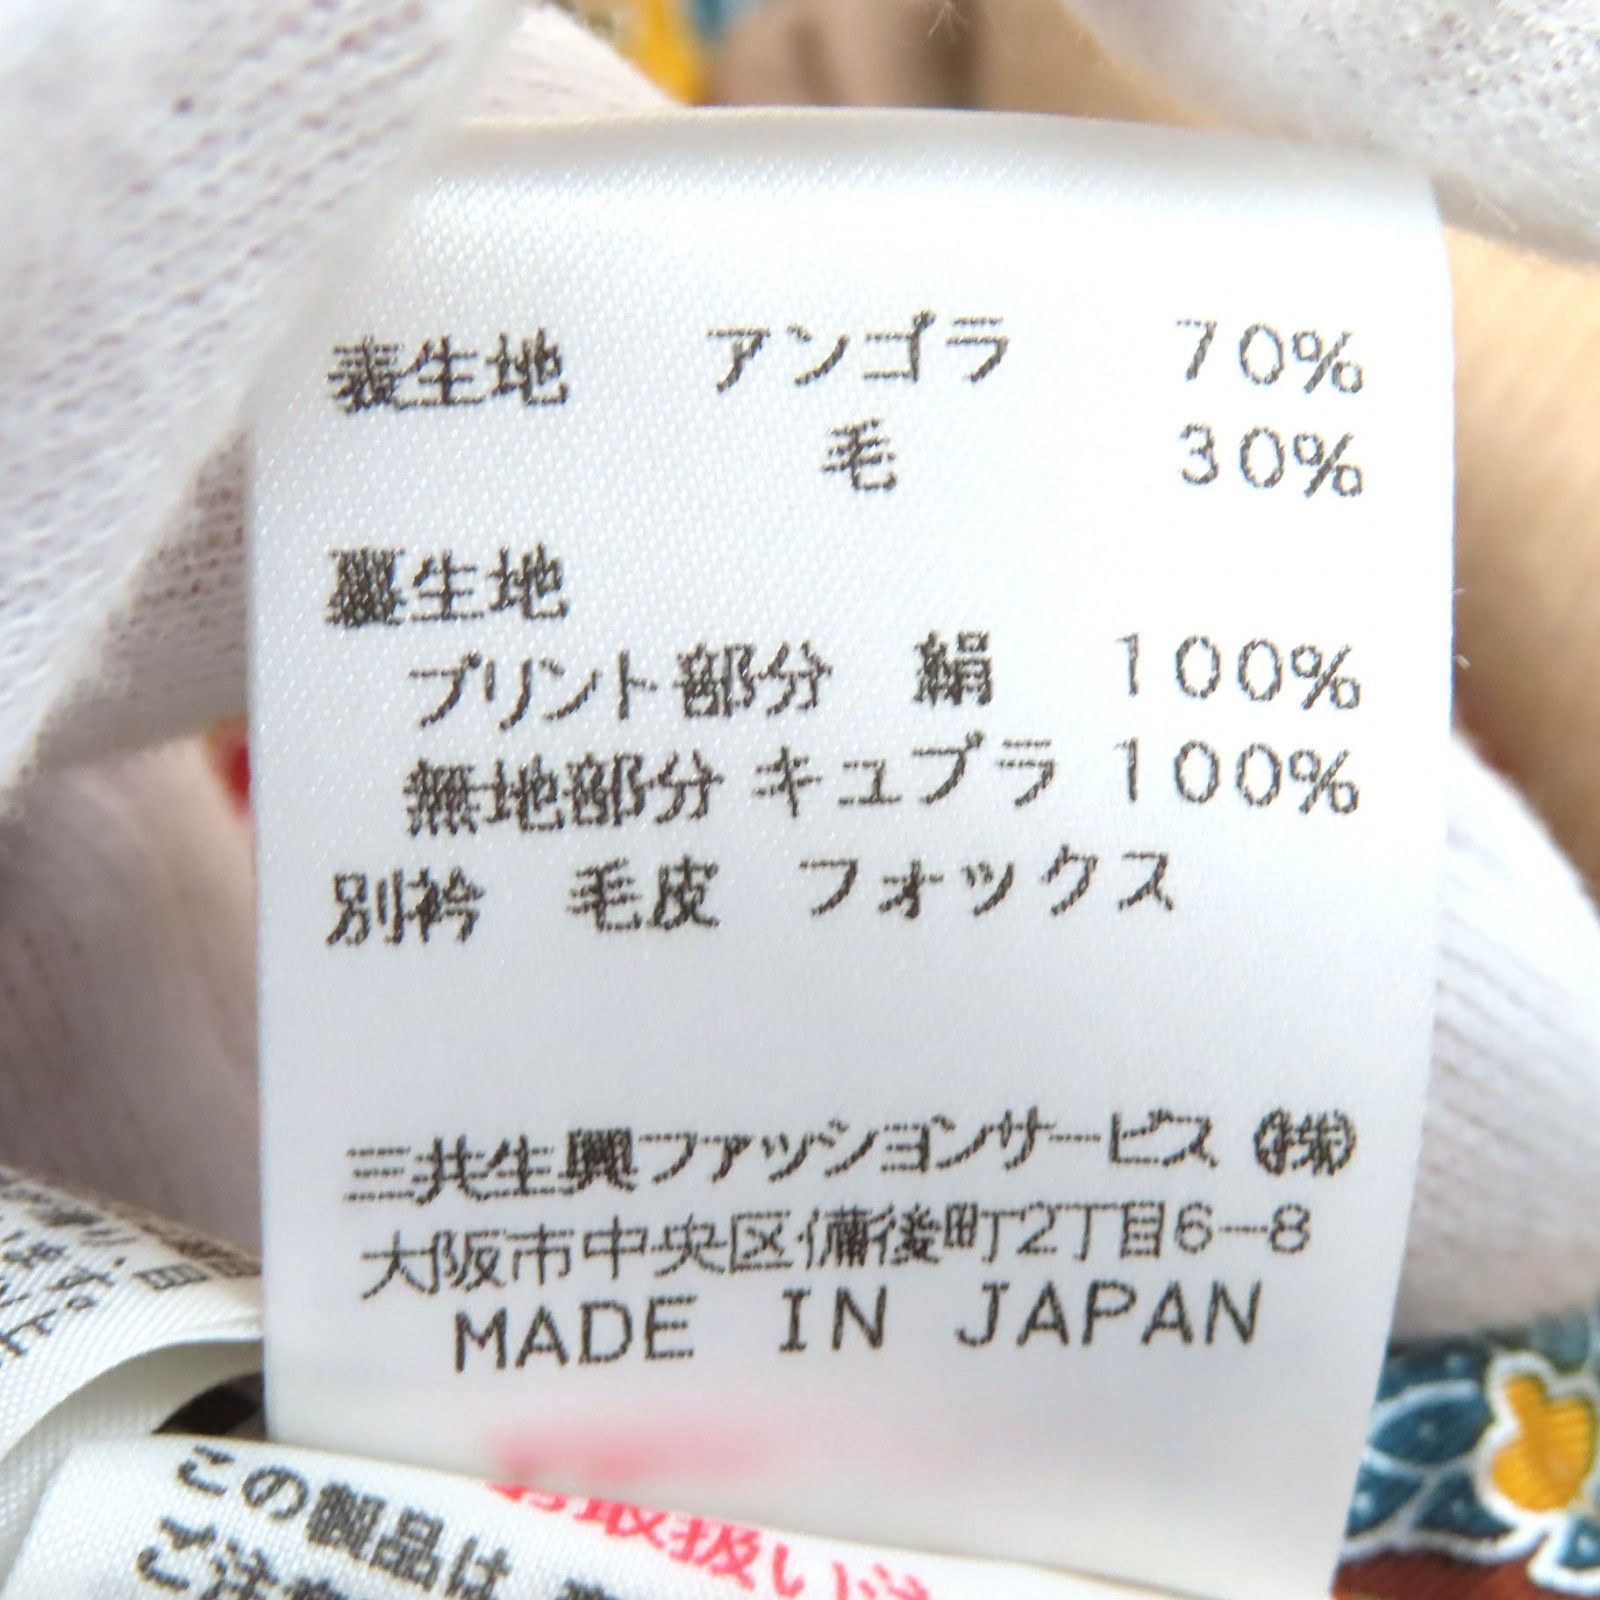 表生地 アンゴラ 70%
毛 30%
裏生地
プリント部分 絹 100%
無地部分 キュプラ 100%
別衿 毛皮 フォックス
三共生興ファッションサービス ㈱
大阪市中央区備後町2丁目6-8
MADE IN JAPAN
お取扱い
この製品は